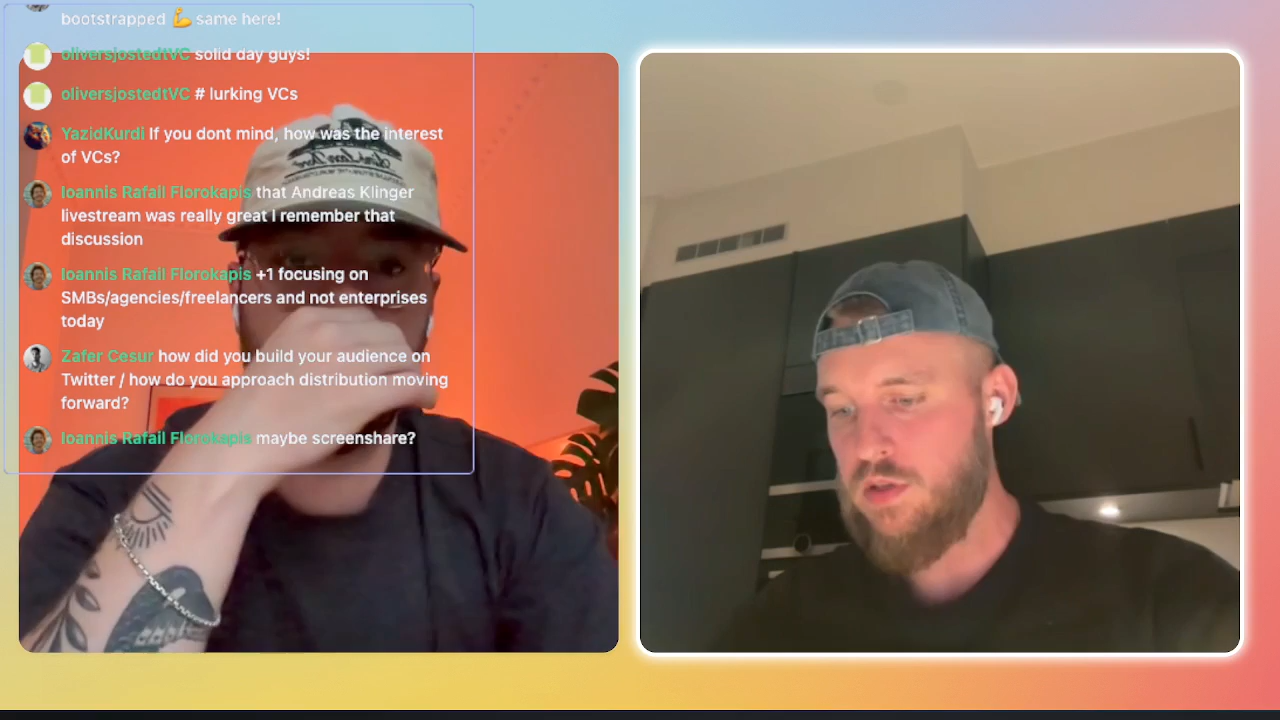 bootstrapped 💪 same here!
oliversjostedtVC solid day guys!
oliversjostedtVC # lurking VCs
YazidKurdi If you dont mind, how was the interest
of VCs?
Ioannis Rafail Florokapis that Andreas Klinger
livestream was really great i remember that
discussion
Ioannis Rafail Florokapis +1 focusing on
SMBs/agencies/freelancers and not enterprises
today
Zafer Cesur how did you build your audience on
Twitter / how do you approach distribution moving
forward?
Ioannis Rafail Florokapis maybe screenshare?